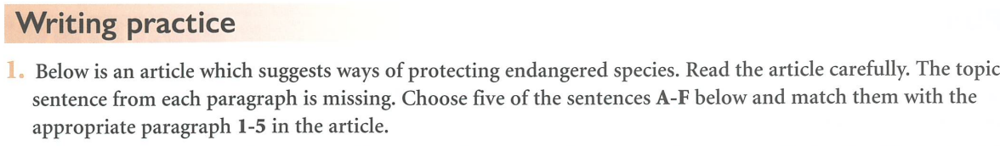 Writing practice
1. Below is an article which suggests ways of protecting endangered species. Read the article carefully. The topic
sentence from each paragraph is missing. Choose five of the sentences A-F below and match them with the
appropriate paragraph 1-5 in the article.